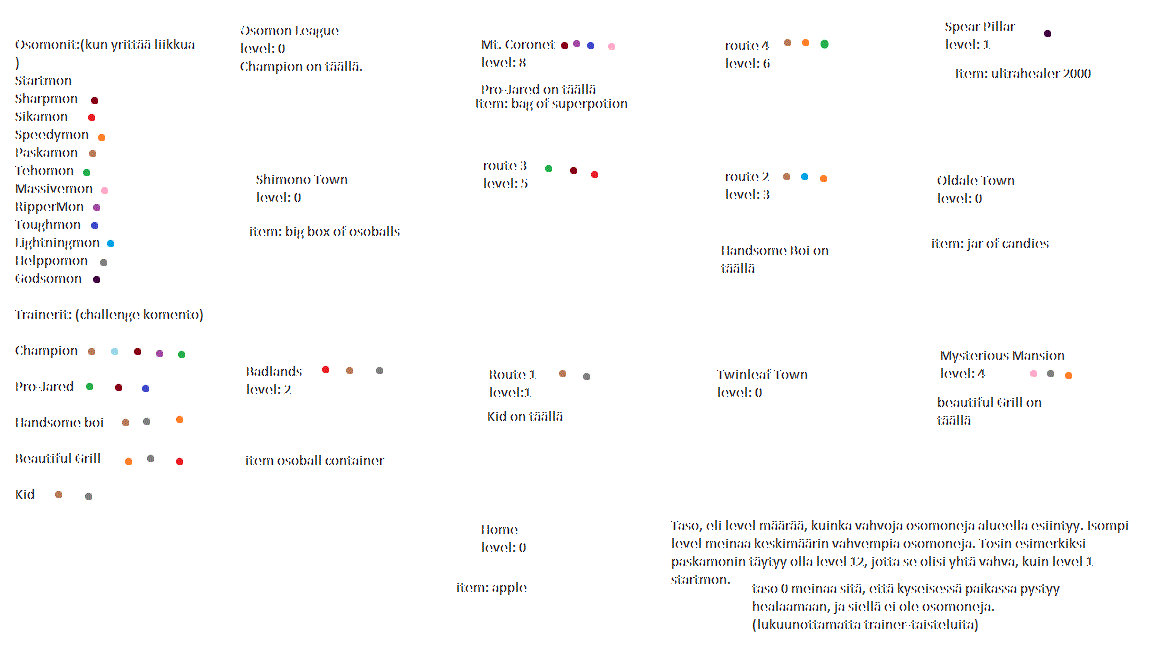 Osomonit:(kun yrittää liikkua
)
Startmon
Sharpmon
Sikamon
Speedymon
Paskamon
Tehomon
Massivemon
RipperMon
Toughmon
Lightningmon
Helppomon
Godsomon
Trainerit: (challenge komento)
Champion
Pro-Jared
Handsome boi
Beautiful Grill
Kid
Osomon League
level: 0
Champion on täällä.
Mt. Coronet
level: 8
Pro-Jared on täällä
Item: bag of superpotion
route 4
level: 6
Spear Pillar
level: 1
Item: ultrahealer 2000
Shimono Town
level: 0
item: big box of osoballs
route 3
level: 5
route 2
level: 3
Handsome Boi on
täällä
Oldale Town
level: 0
item: jar of candies
Badlands
level: 2
item osoball container
Route 1
level:1
Kid on täällä
Twinleaf Town
level: 0
Mysterious Mansion
level: 4
beautiful Grill on
täällä
Home
level: 0
item: apple
Taso, eli level määrää, kuinka vahvoja osomoneja alueella esiintyy. Isompi
level meinaa keskimäärin vahvempia osomoneja. Tosin esimerkiksi
paskamonin täytyy olla level 12, jotta se olisi yhtä vahva, kuin level 1
startmon.
taso 0 meinaa sitä, että kyseisessä paikassa pystyy
healaamaan, ja siellä ei ole osomoneja.
(lukuunottamatta trainer-taisteluita)